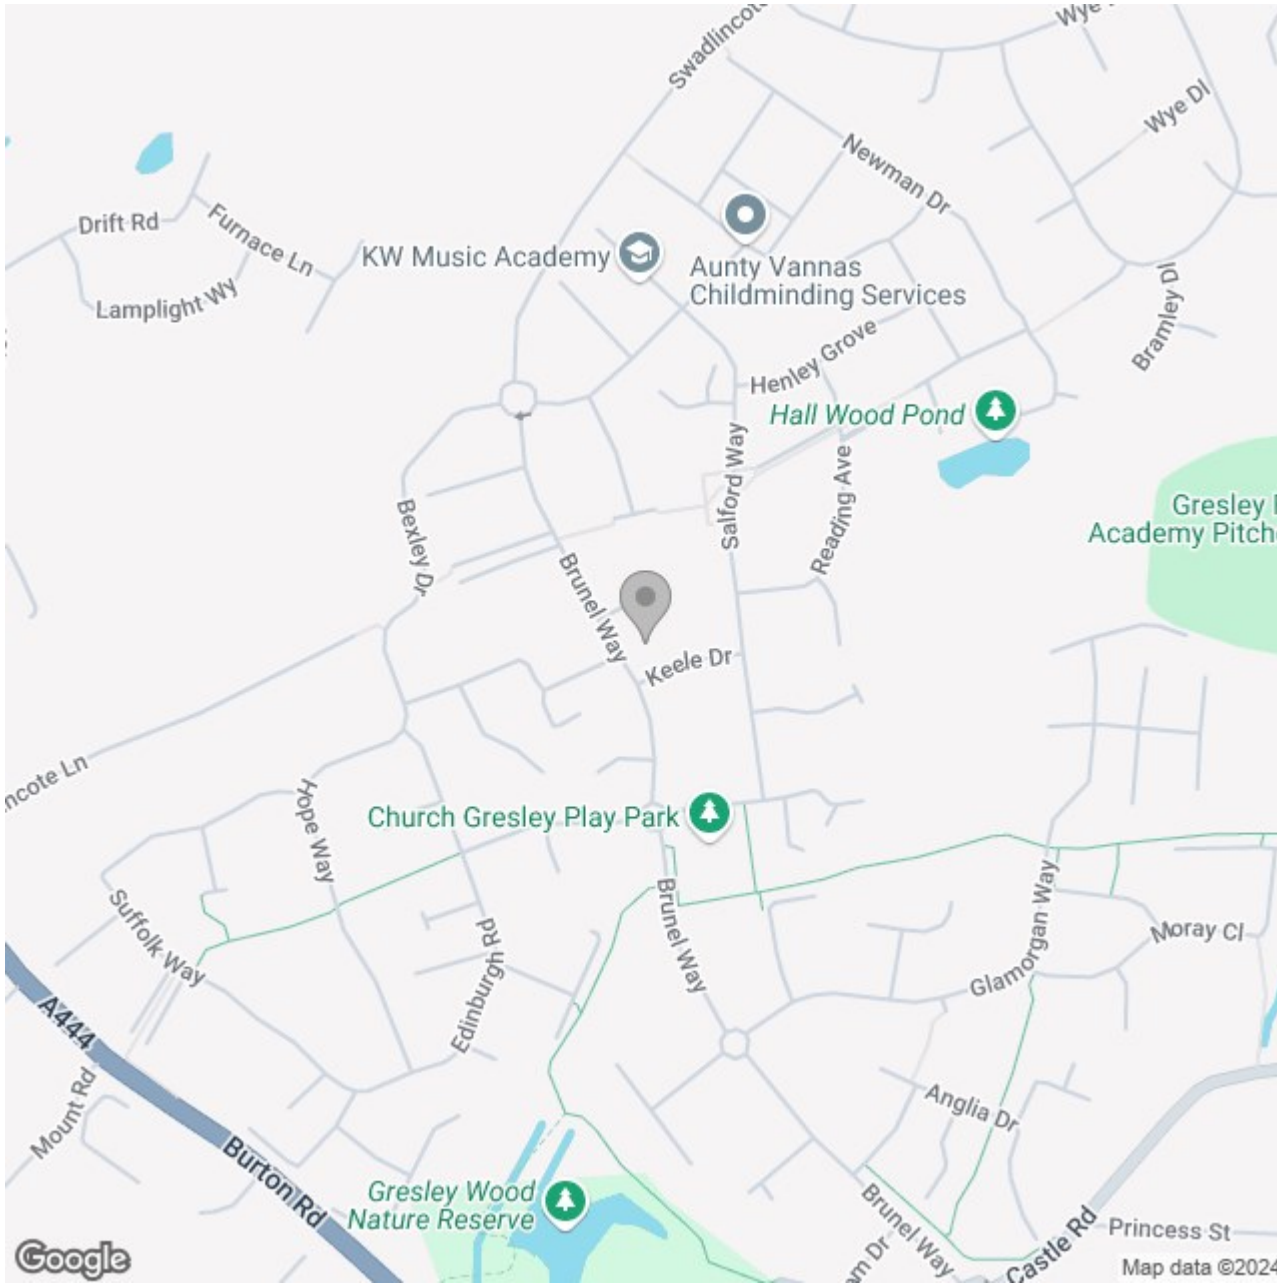 Swadlincote
Wye
Wye Dl
Newman Dr
Drift Rd
Furnace Ln
KW Music Academy
Aunty Vannas
Childminding Services
Lamplight Wy
Bramley Dl
Henley Grove
Hall Wood Pond
Salford Way
Reading Ave
Bexley Dr
Gresley
Academy Pitche
Brunel Way
Keele Dr
ncote Ln
Hope Way
Church Gresley Play Park
Suffolk Way
Edinburgh Rd
Brunel Way
Glamorgan Way
Moray Cl
A444
Mount Rd
Anglia Dr
Burton Rd
Gresley Wood
Nature Reserve
Brunel Way
Castle Rd
Princess St
am Dr
Google
Map data ©2024